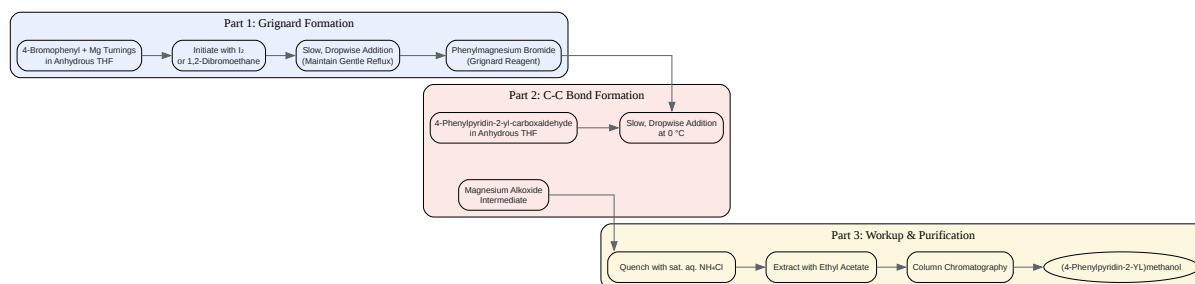 Part 1: Grignard Formation
4-Bromophenyl + Mg Turnings
in Anhydrous THF
Initiate with I₂
or 1,2-Dibromoethane
Slow, Dropwise Addition
(Maintain Gentle Reflux)
Phenylmagnesium Bromide
(Grignard Reagent)
Part 2: C-C Bond Formation
4-Phenylpyridin-2-yl-carboxaldehyde
in Anhydrous THF
Slow, Dropwise Addition
at 0 °C
Magnesium Alkoxide
Intermediate
Part 3: Workup & Purification
Quench with sat. aq. NH₄Cl
Extract with Ethyl Acetate
Column Chromatography
(4-Phenylpyridin-2-YL)methanol